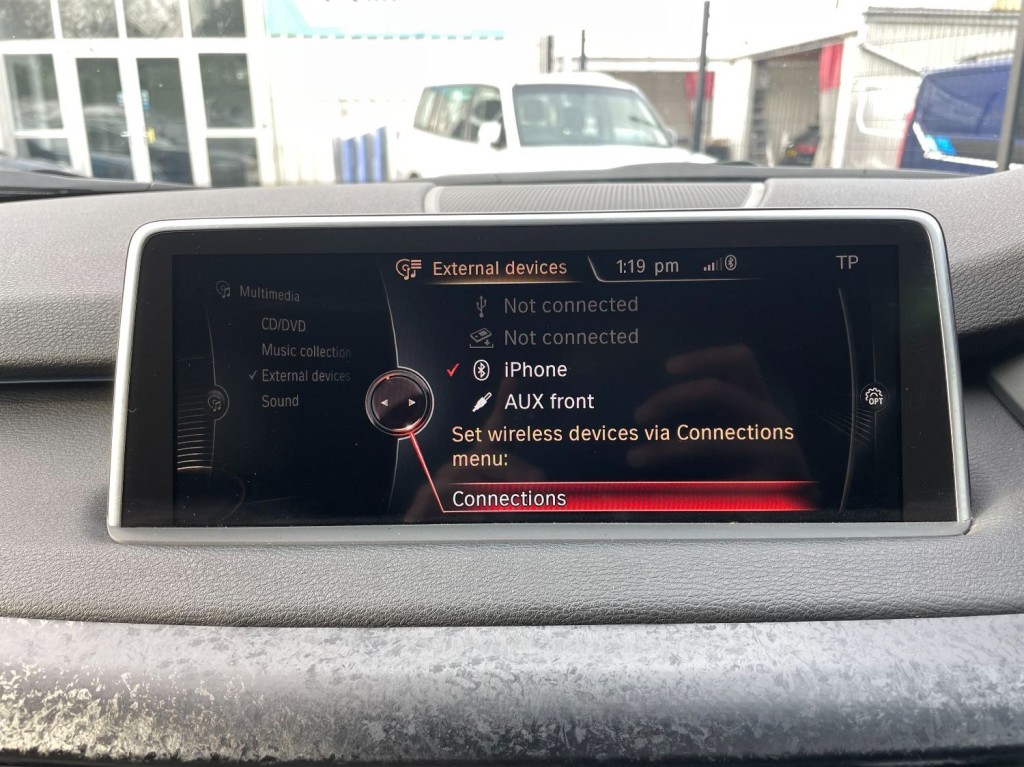 External devices
1:19 pm
TP
Multimedia
CD/DVD
Music collection
External devices
Sound
Not connected
Not connected
iPhone
AUX front
Set wireless devices via Connections
menu:
Connections
OPT